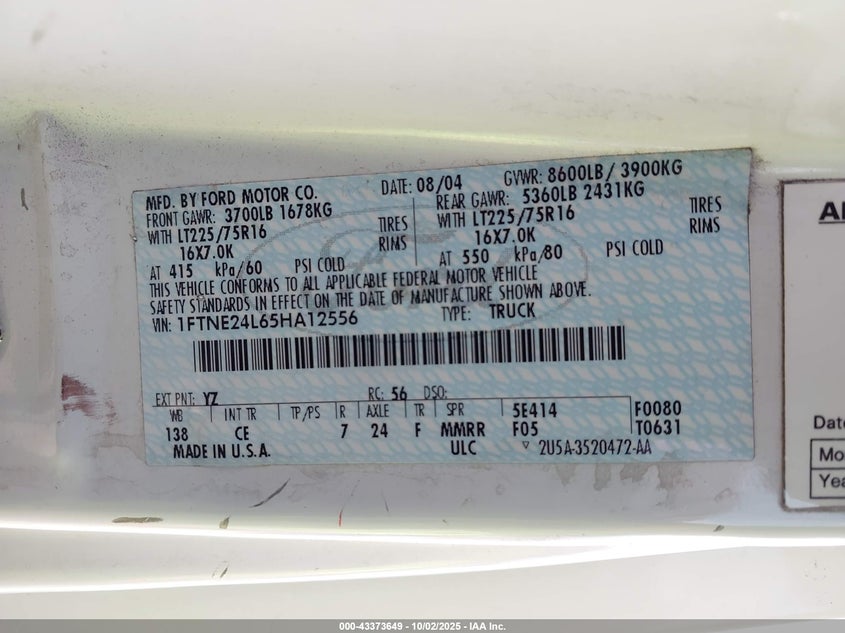 MFD. BY FORD MOTOR CO. DATE: 08/04 GVWR: 8600LB/ 3900KG
FRONT GAWR: 3700LB 1678KG REAR GAWR: 5360LB 2431KG
WITH LT225/75R16 TIRES WITH LT225/75R16 TIRES
16X7.0K RIMS 16X7.0K RIMS
AT 415 kPa/60 PSI COLD AT 550 kPa/80 PSI COLD
THIS VEHICLE CONFORMS TO ALL APPLICABLE FEDERAL MOTOR VEHICLE
SAFETY STANDARDS IN EFFECT ON THE DATE OF MANUFACTURE SHOWN ABOVE.
VIN: 1FTNE24L65HA12556 TYPE: TRUCK
EXT PNT: YZ RC: 56 DSO:
WB INT TR TP/PS R AXLE TR SPR 5E414 F0080
138 CE 7 24 F MMRR F05 T0631
MADE IN U.S.A. ULC 2U5A-3520472-AA
Date
Mo
Yea
000-43373649 - 10/02/2025 - IAA Inc.